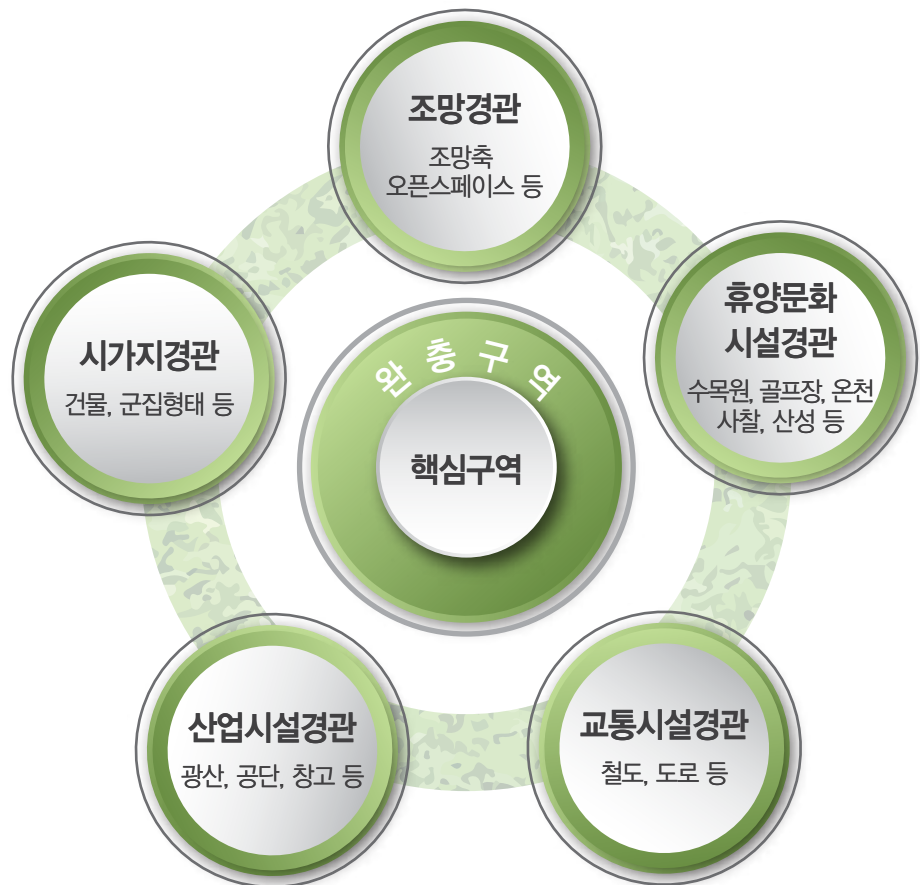 조망경관
조망축
오픈스페이스 등
휴양문화
시설경관
수목원, 골프장, 온천
사찰, 산성 등
시가지경관
건물, 군집형태 등
완충구역
핵심구역
산업시설경관
광산, 공단, 창고 등
교통시설경관
철도, 도로 등